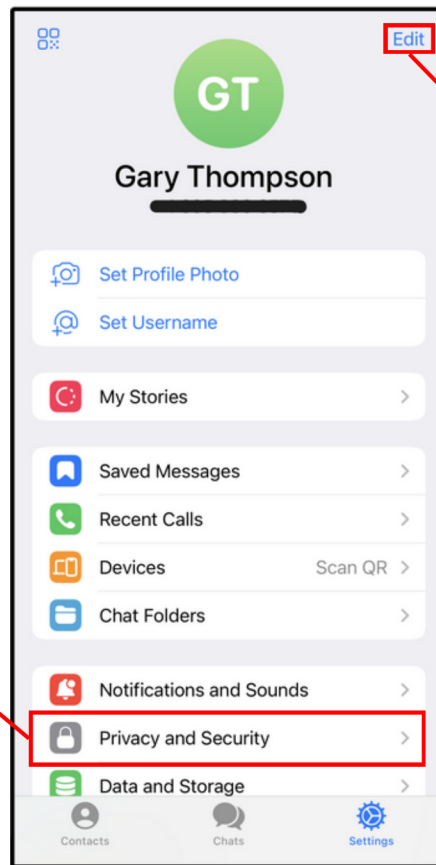 Edit
GT
Gary Thompson
Set Profile Photo
Set Username
My Stories
Saved Messages
Recent Calls
Devices Scan QR
Chat Folders
Notifications and Sounds
Privacy and Security
Data and Storage
Contacts Chats Settings